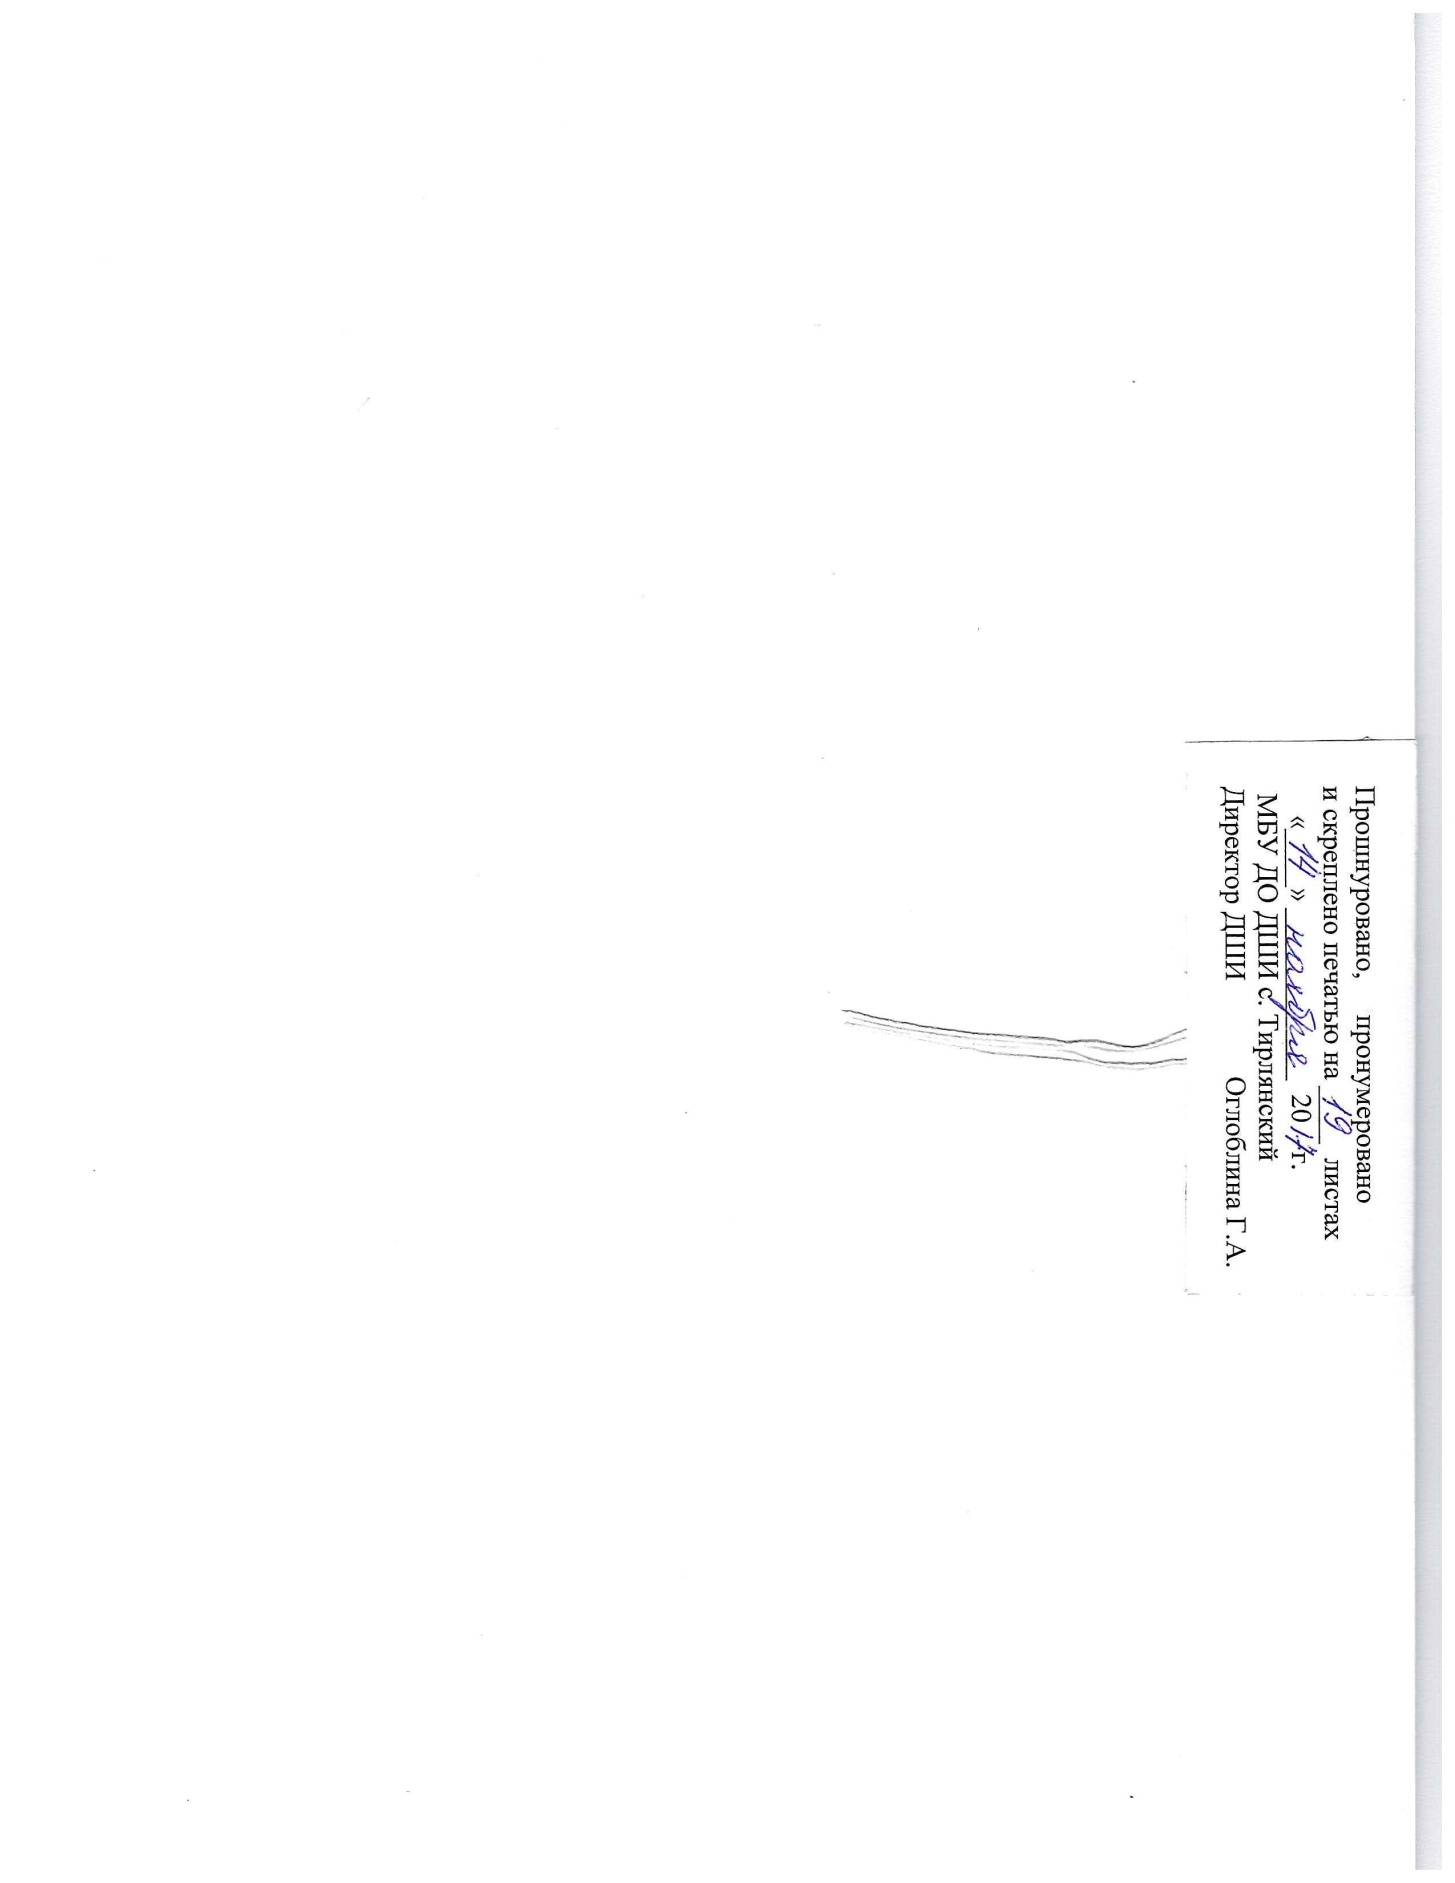 Прошнуровано, пронумеровано
и скреплено печатью на 19 листах
« 14 » ноября 2017г.
МБУ ДО ДШИ с. Тирлянский
Директор ДШИ Оглоблина Г.А.